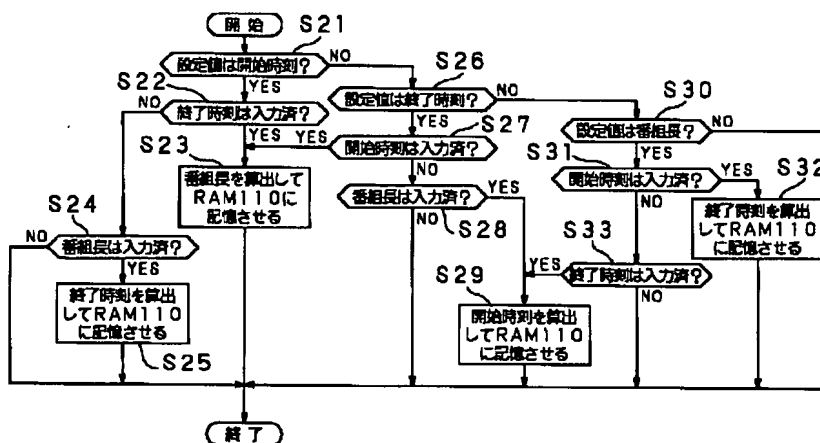 開始
S21
設定値は開始時刻?
NO
YES
S22
終了時刻は入力済?
NO
YES
S23
番組長を算出して
RAM110に
記憶させる
S24
番組長は入力済?
NO
YES
終了時刻を算出
してRAM110
に記憶させる
S25
S26
設定値は終了時刻?
NO
YES
S27
開始時刻は入力済?
YES
NO
番組長は入力済?
YES
NO
S28
S29
開始時刻を算出
してRAM110
に記憶させる
S30
設定値は番組長?
NO
YES
S31
開始時刻は入力済?
YES
NO
S32
終了時刻を算出
してRAM110
に記憶させる
S33
終了時刻は入力済?
YES
NO
終了